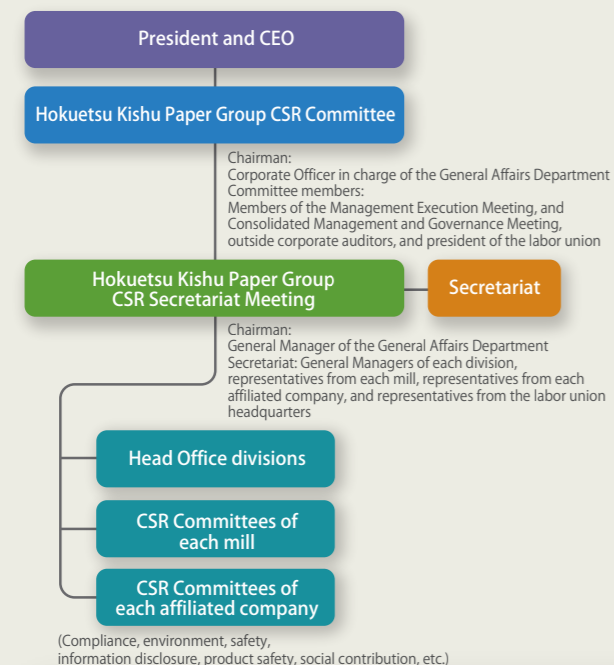 President and CEO
Hokuetsu Kishu Paper Group CSR Committee
Chairman:
Corporate Officer in charge of the General Affairs Department
Committee members:
Members of the Management Execution Meeting, and
Consolidated Management and Governance Meeting,
outside corporate auditors, and president of the labor union
Hokuetsu Kishu Paper Group
CSR Secretariat Meeting
Secretariat
Chairman:
General Manager of the General Affairs Department
Secretariat: General Managers of each division,
representatives from each mill, representatives from each
affiliated company, and representatives from the labor union
headquarters
Head Office divisions
CSR Committees of
each mill
CSR Committees of
each affiliated company
(Compliance, environment, safety,
information disclosure, product safety, social contribution, etc.)